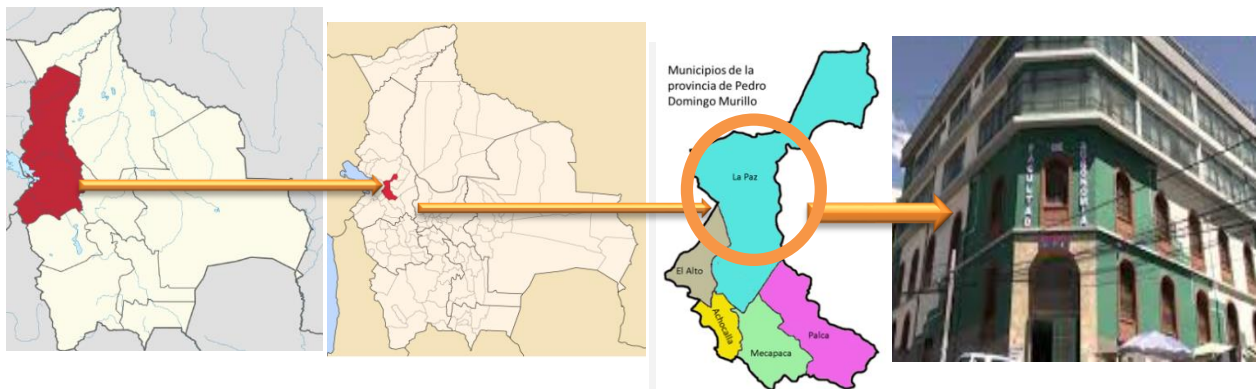 Municipios de la
provincia de Pedro
Domingo Murillo
La Paz
El Alto
Achocalla
Mecapaca
Palca
FACULTAD
DE
AGRONOMIA